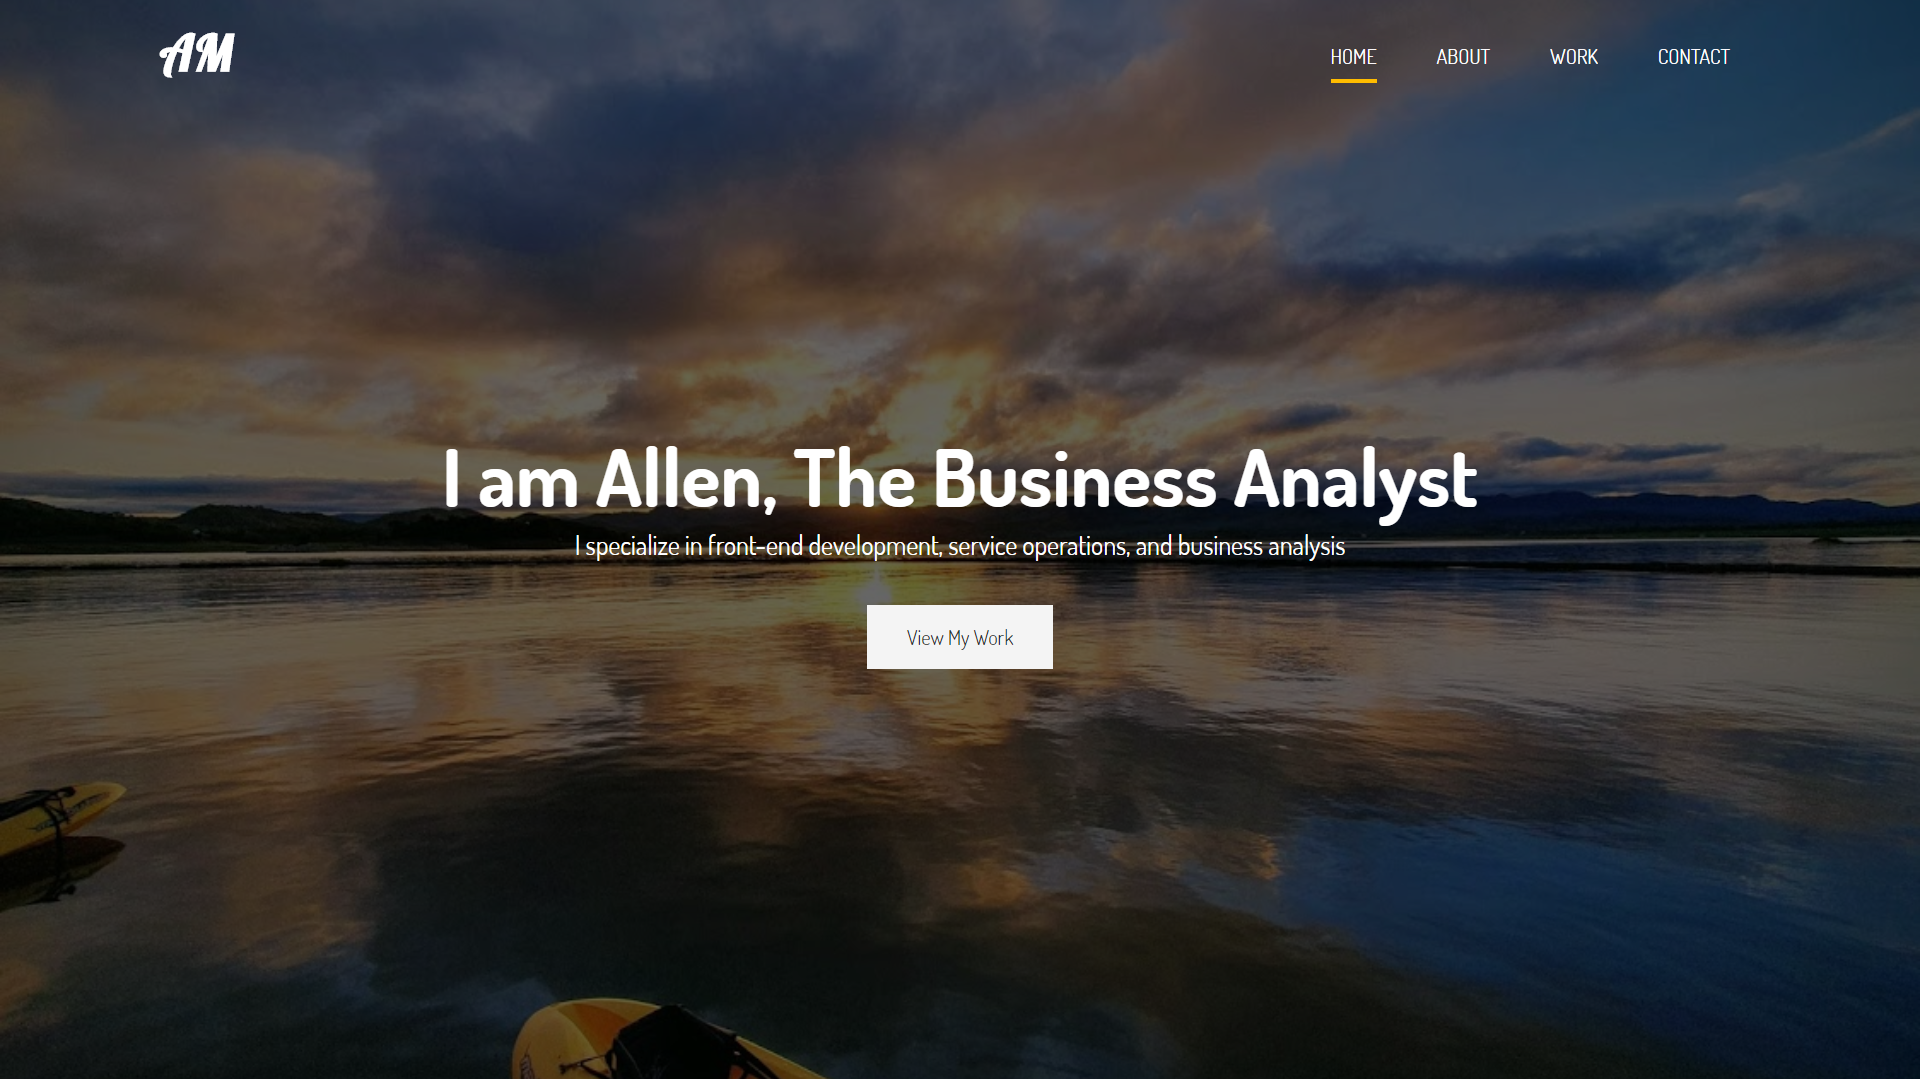 AM
HOME ABOUT WORK CONTACT
I am Allen, The Business Analyst
I specialize in front-end development, service operations, and business analysis
View My Work